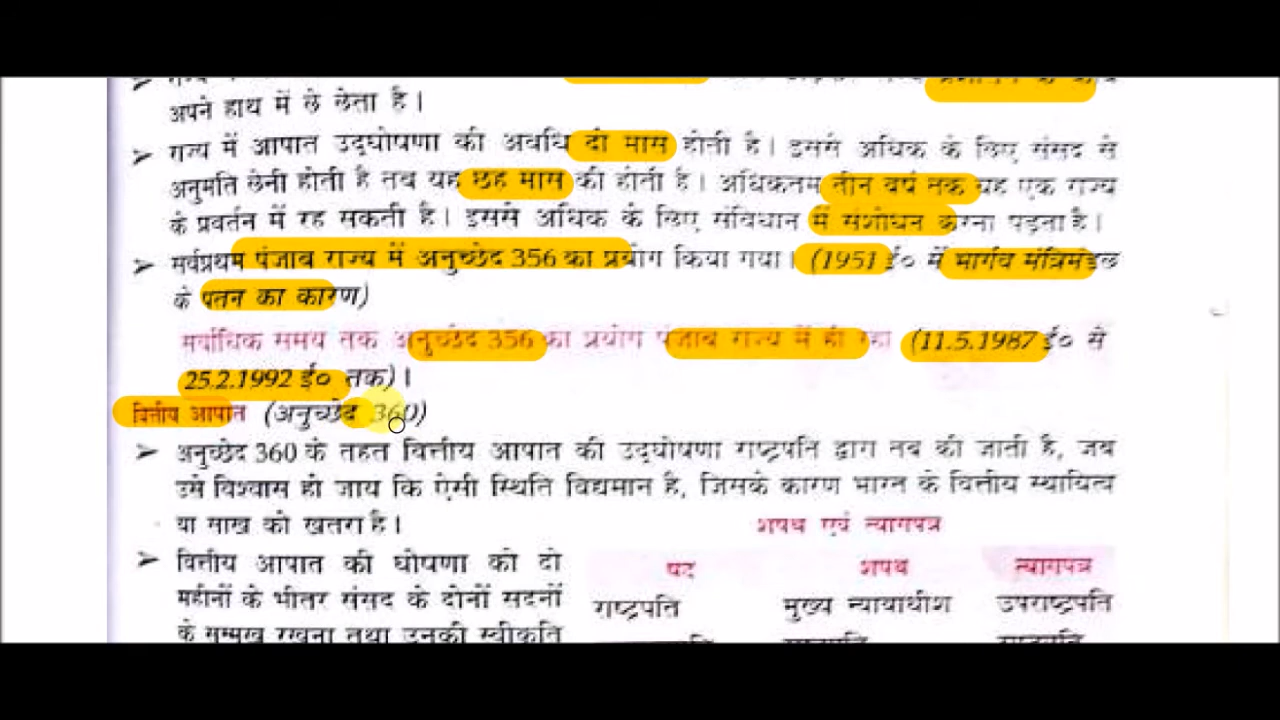 अपने हाथ में ले लेता है।
➤ राज्य में आपात उद्घोषणा की अवधि दो मास होती है। इससे अधिक के लिए संसद से
अनुमति लेनी होती है तब यह छह मास की होती है। अधिकतम तीन वर्ष तक यह एक राज्य
के प्रवर्तन में रह सकती है। इससे अधिक के लिए संविधान में संशोधन करना पड़ता है।
➤ सर्वप्रथम पंजाब राज्य में अनुच्छेद 356 का प्रयोग किया गया। (1951 ई० में भार्गव मंत्रिमंडल
के पतन का कारण)
सर्वाधिक समय तक अनुच्छेद 356 का प्रयोग पंजाब राज्य में ही रहा (11.5.1987 ई० से
25.2.1992 ई० तक)।
वित्तीय आपात (अनुच्छेद 360)
➤ अनुच्छेद 360 के तहत वित्तीय आपात की उद्घोषणा राष्ट्रपति द्वारा तब की जाती है, जब
उसे विश्वास हो जाय कि ऐसी स्थिति विद्यमान है, जिसके कारण भारत के वित्तीय स्थायित्व
या साख को खतरा है।
शपथ एवं त्यागपत्र
➤ वित्तीय आपात की घोषणा को दो
महीनों के भीतर संसद के दोनों सदनों
के सम्मुख रखना तथा उनकी स्वीकृति
पद शपथ त्यागपत्र
राष्ट्रपति मुख्य न्यायाधीश उपराष्ट्रपति